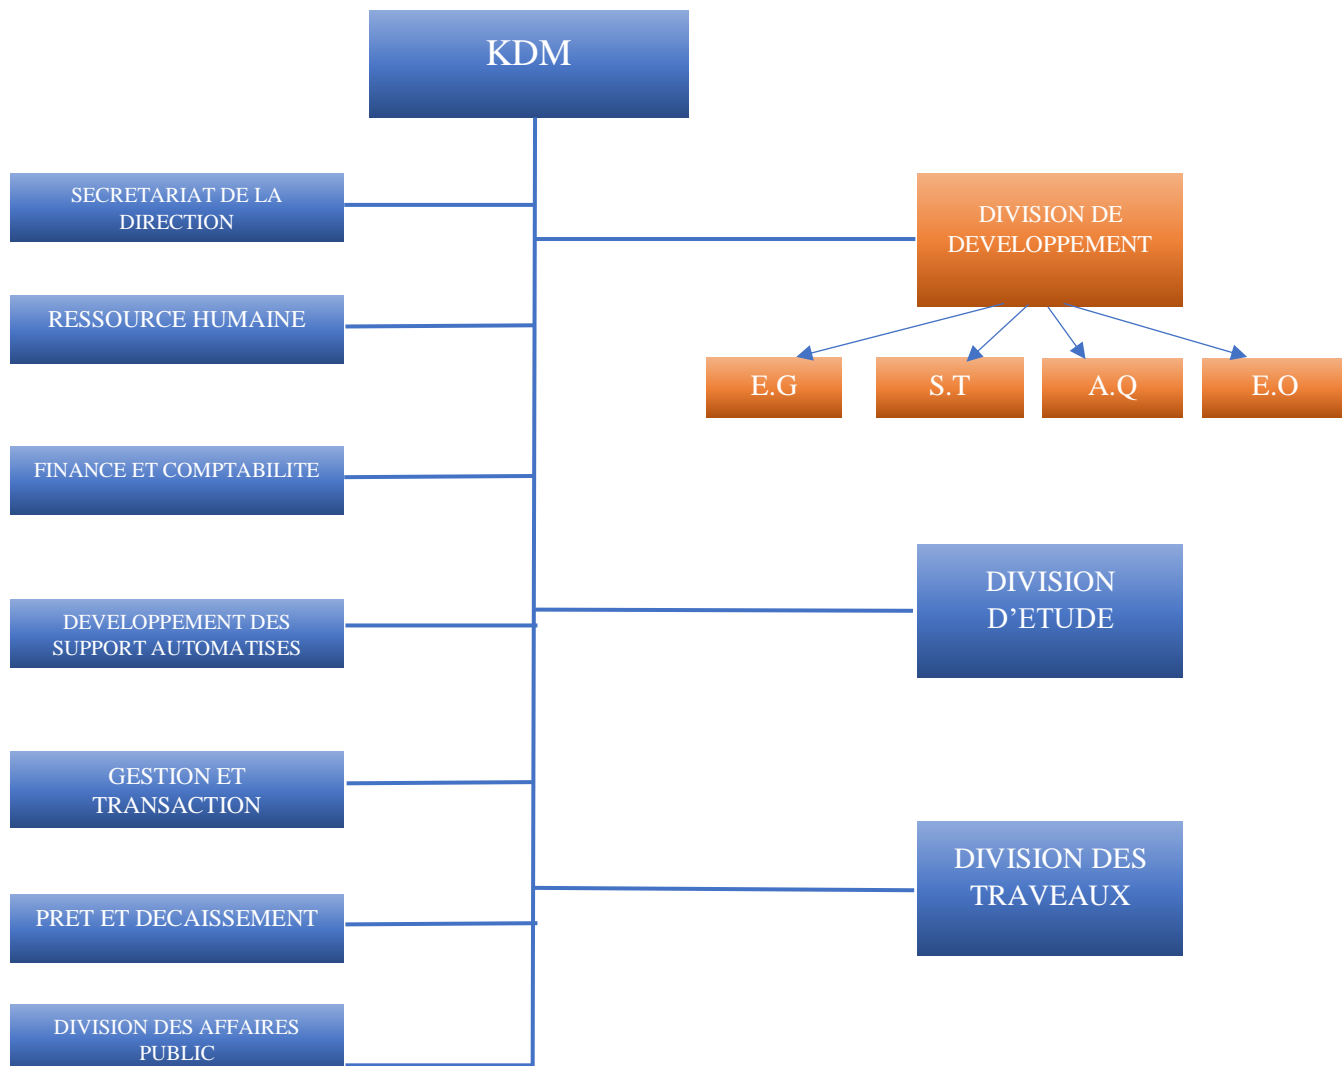 KDM
SECRETARIAT DE LA
DIRECTION
RESSOURCE HUMAINE
FINANCE ET COMPTABILITE
DEVELOPPEMENT DES
SUPPORT AUTOMATISES
GESTION ET
TRANSACTION
PRET ET DECAISSEMENT
DIVISION DES AFFAIRES
PUBLIC
DIVISION DE
DEVELOPPEMENT
E.G
S.T
A.Q
E.O
DIVISION
D’ETUDE
DIVISION DES
TRAVEAUX